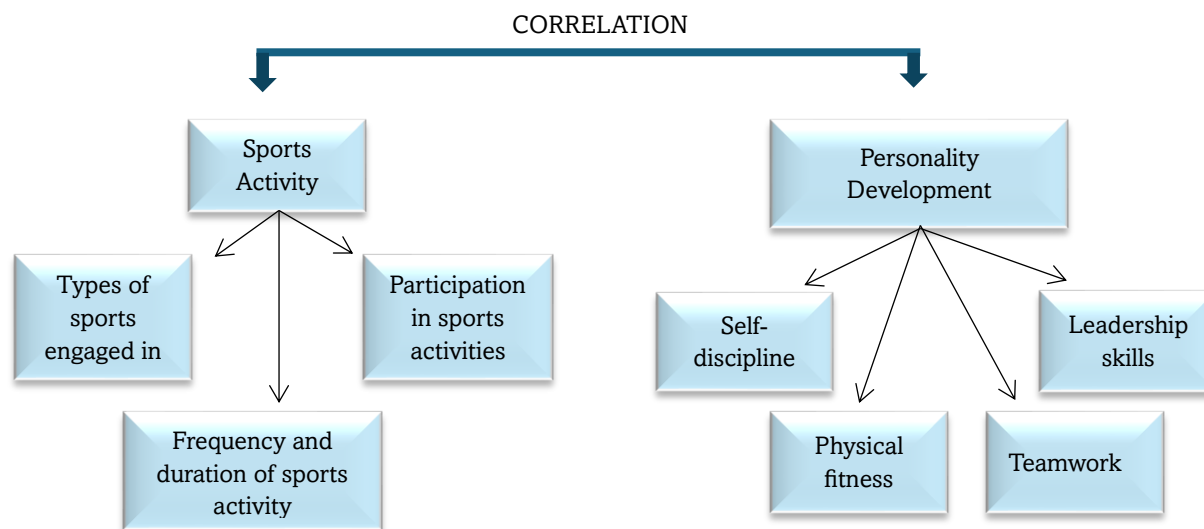 CORRELATION
Sports
Activity
Personality
Development
Types of
sports
engaged in
Participation
in sports
activities
Frequency and
duration of sports
activity
Self-
discipline
Leadership
skills
Physical
fitness
Teamwork